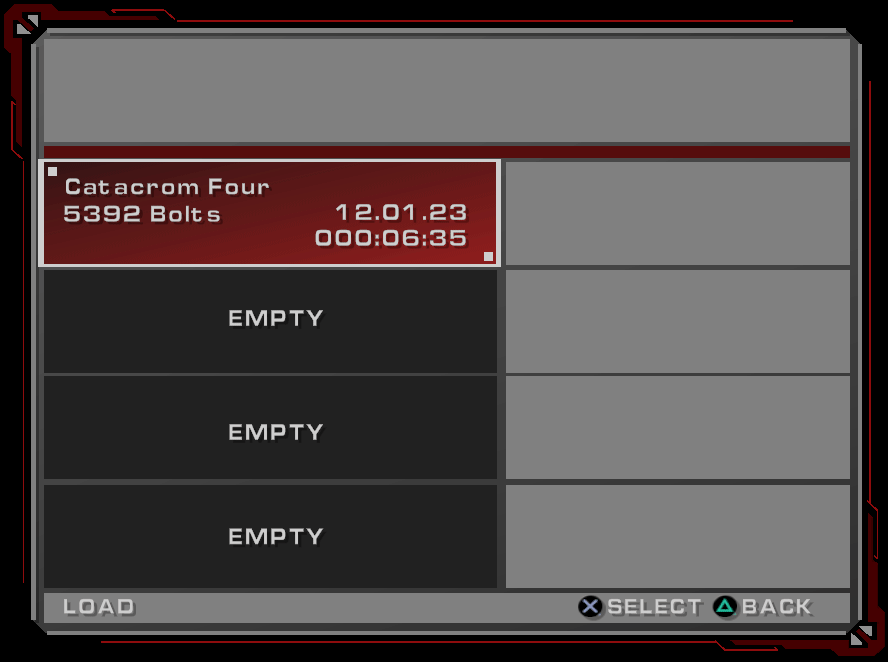 Catacrom Four
5392 Bolts 12.01.23
000:06:35
EMPTY
EMPTY
EMPTY
LOAD SELECT BACK